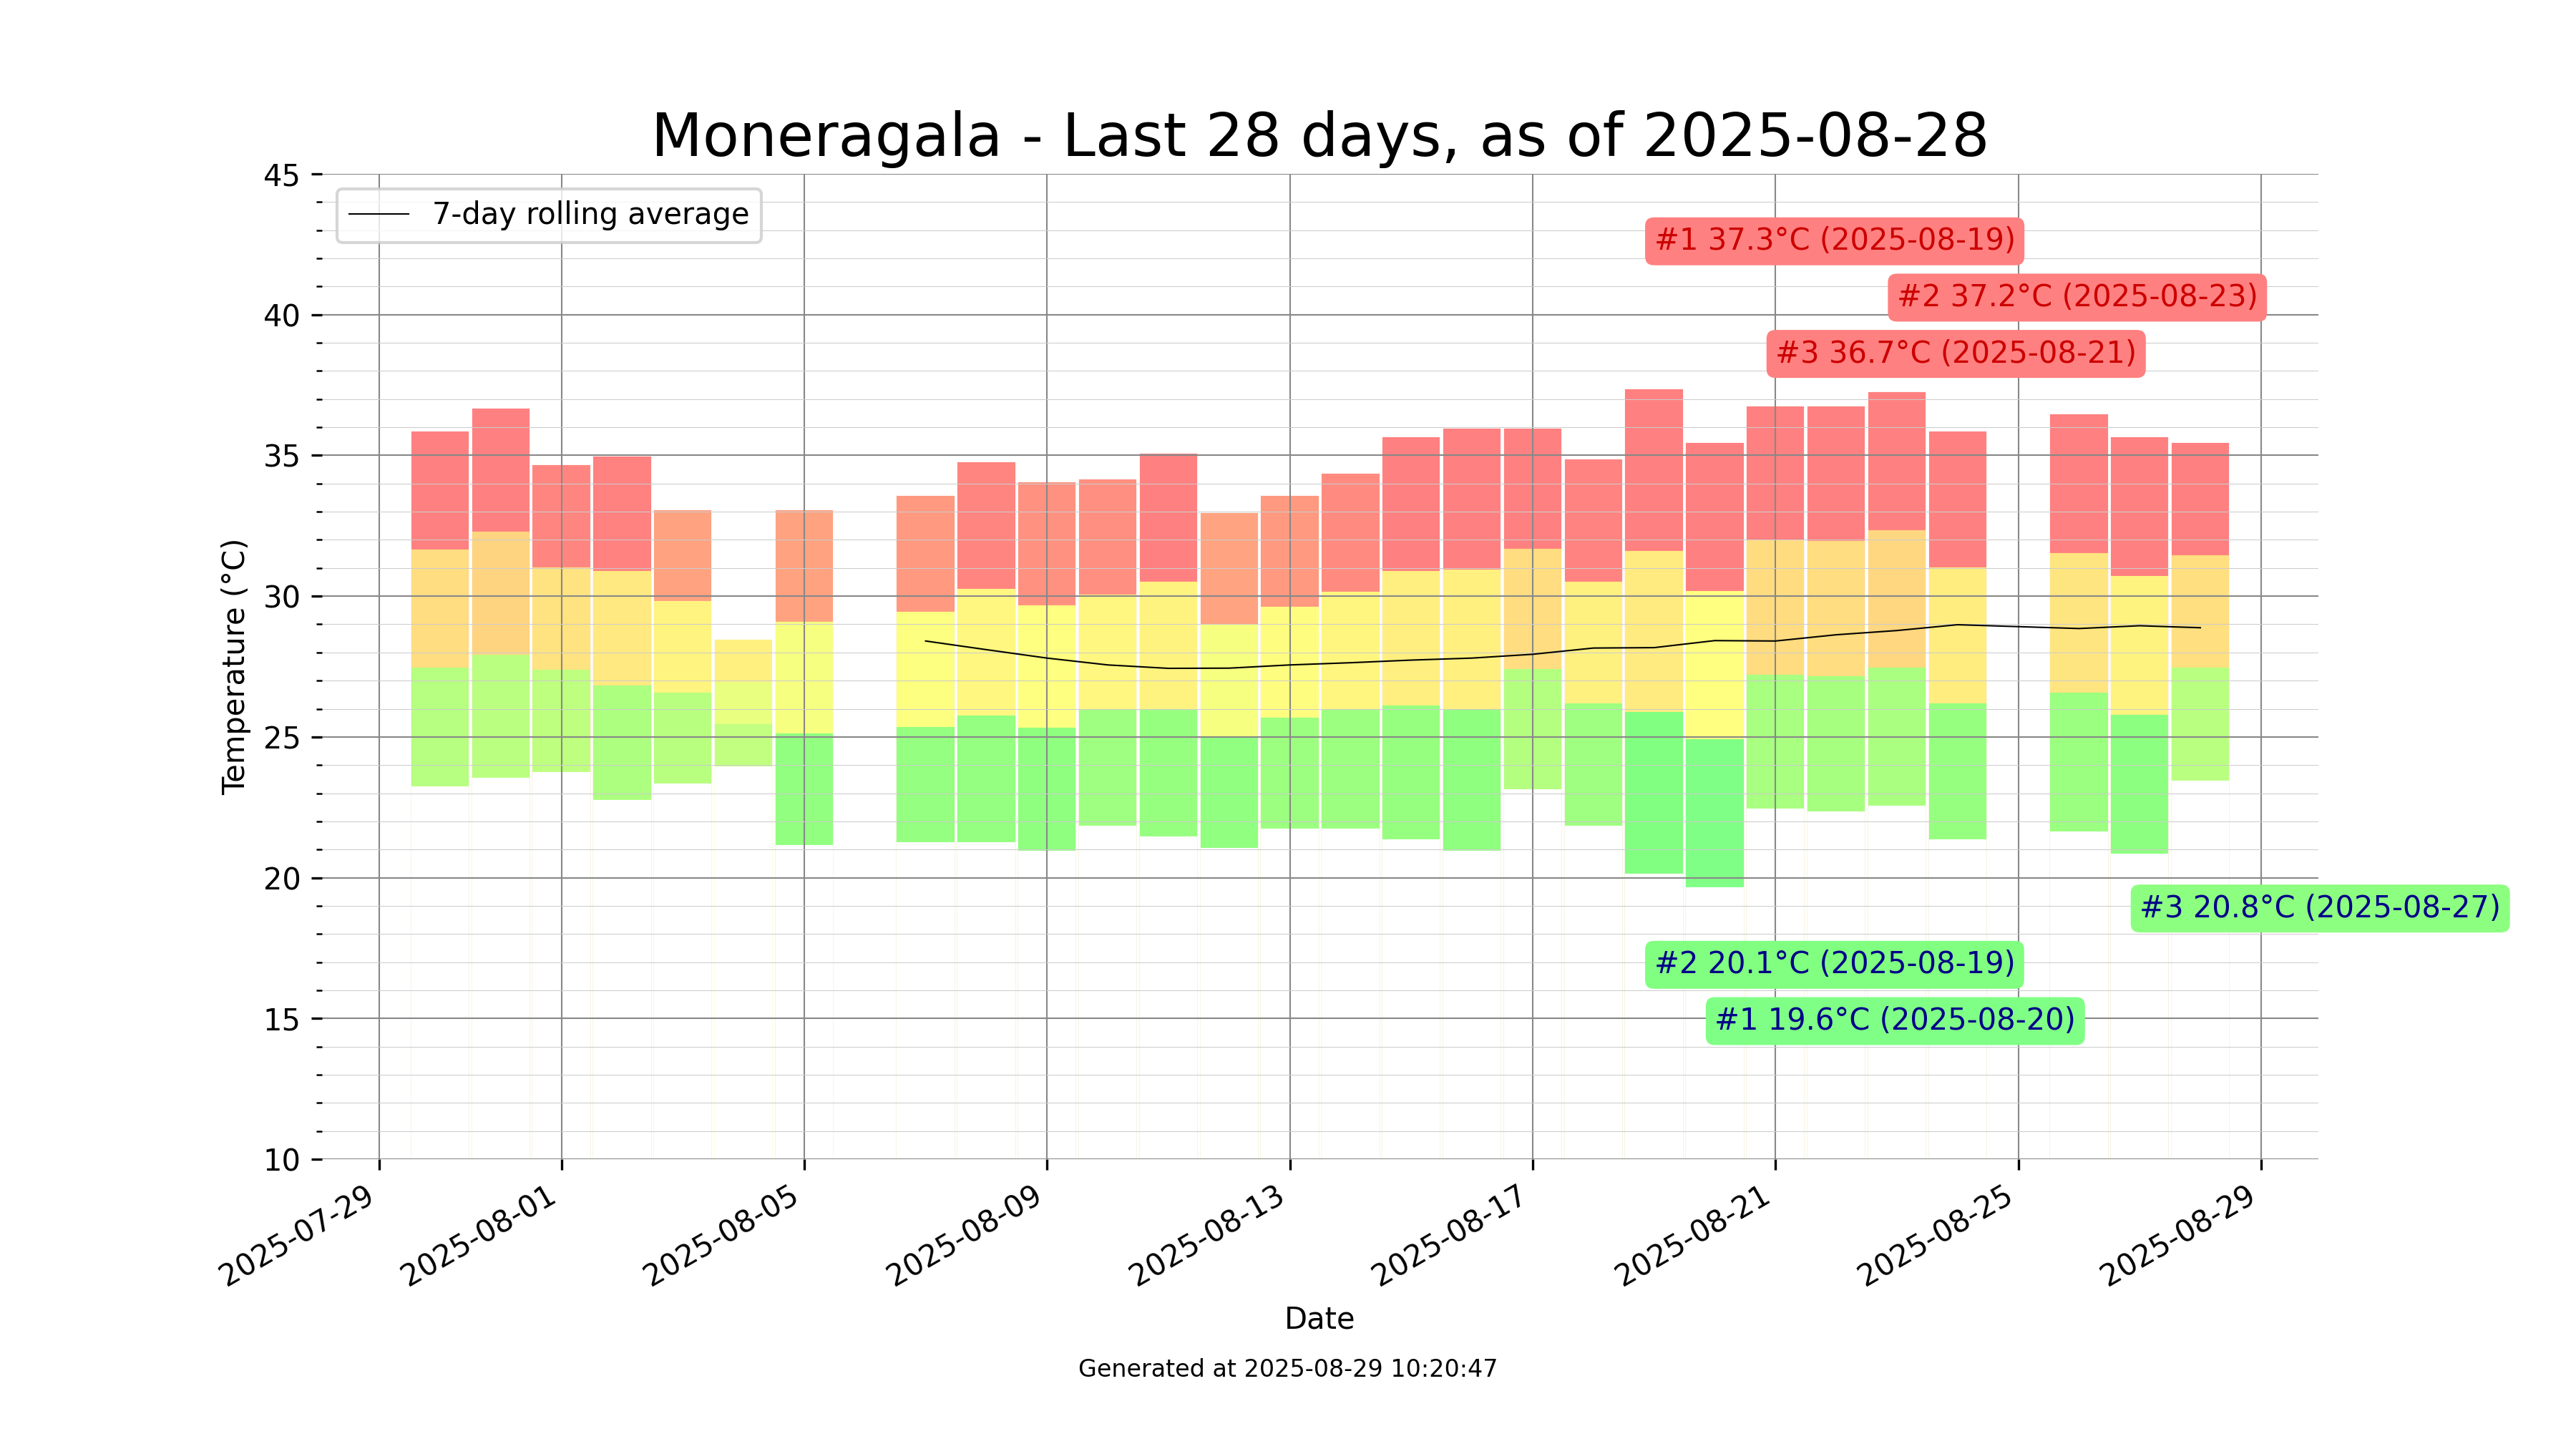 Moneragala - Last 28 days, as of 2025-08-28
45
7-day rolling average
#1 37.3°C (2025-08-19)
#2 37.2°C (2025-08-23)
40
#3 36.7°C (2025-08-21)
35
30
25
20
15
10
Temperature (°C)
#3 20.8°C (2025-08-27)
#2 20.1°C (2025-08-19)
#1 19.6°C (2025-08-20)
2025-07-29
2025-08-01
2025-08-05
2025-08-09
2025-08-13
2025-08-17
2025-08-21
2025-08-25
2025-08-29
Date
Generated at 2025-08-29 10:20:47